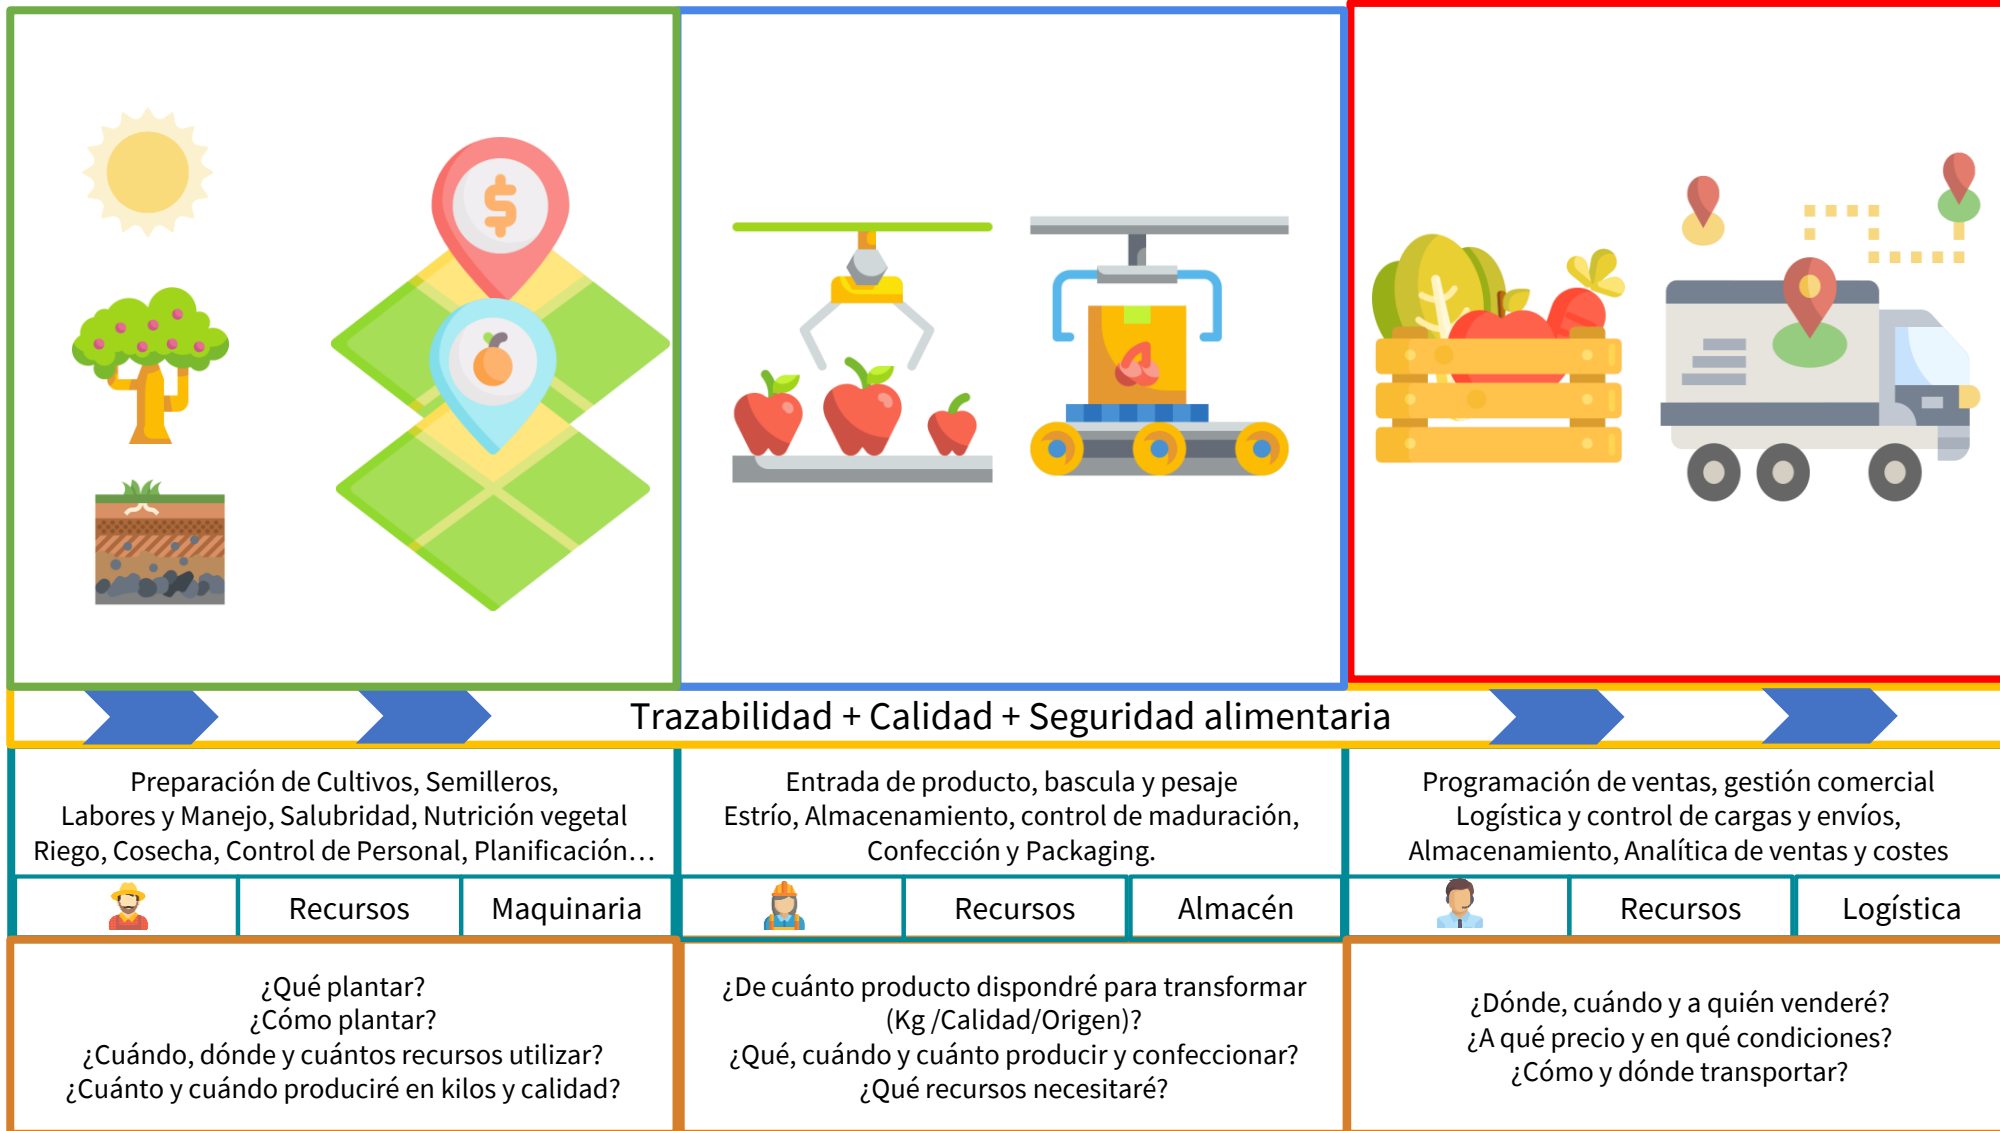 $
Trazabilidad + Calidad + Seguridad alimentaria
Preparación de Cultivos, Semilleros,
Labores y Manejo, Salubridad, Nutrición vegetal
Riego, Cosecha, Control de Personal, Planificación…
Entrada de producto, bascula y pesaje
Estrío, Almacenamiento, control de maduración,
Confección y Packaging.
Programación de ventas, gestión comercial
Logística y control de cargas y envíos,
Almacenamiento, Analítica de ventas y costes
Recursos
Maquinaria
Recursos
Almacén
Recursos
Logística
¿Qué plantar?
¿Cómo plantar?
¿Cuándo, dónde y cuántos recursos utilizar?
¿Cuánto y cuándo produciré en kilos y calidad?
¿De cuánto producto dispondré para transformar
(Kg /Calidad/Origen)?
¿Qué, cuándo y cuánto producir y confeccionar?
¿Qué recursos necesitaré?
¿Dónde, cuándo y a quién venderé?
¿A qué precio y en qué condiciones?
¿Cómo y dónde transportar?